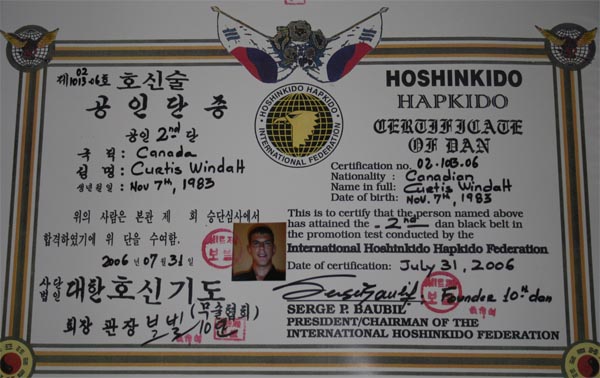 제 02 1013-06호 호신술
공인단증
공인 2nd 단
국 적 : Canada
성 명 : Curtis Windatt
생년월일 : Nov 7th, 1983
위의 사람은 본관 제 회 승단심사에서
합격하였기에 위 단을 수여함.
2006 년 07 월 31 일
사단법인 대한호신기도
(무술협회)
회장 관장 보빌 / 10단
HOSHINKIDO HAPKIDO
INTERNATIONAL FEDERATION
HOSHINKIDO
HAPKIDO
CERTIFICATE
OF DAN
Certification no. 02-103-06
Nationality : Canadian
Name in full: Curtis Windatt
Date of birth: Nov. 7th, 1983
This is to certify that the person named above
has attained the 2nd dan black belt in
the promotion test conducted by the
International Hoshinkido Hapkido Federation
Date of certification: July 31, 2006
Serge Baubil, Founder 10th dan
SERGE P. BAUBIL
PRESIDENT/CHAIRMAN OF THE
INTERNATIONAL HOSHINKIDO FEDERATION